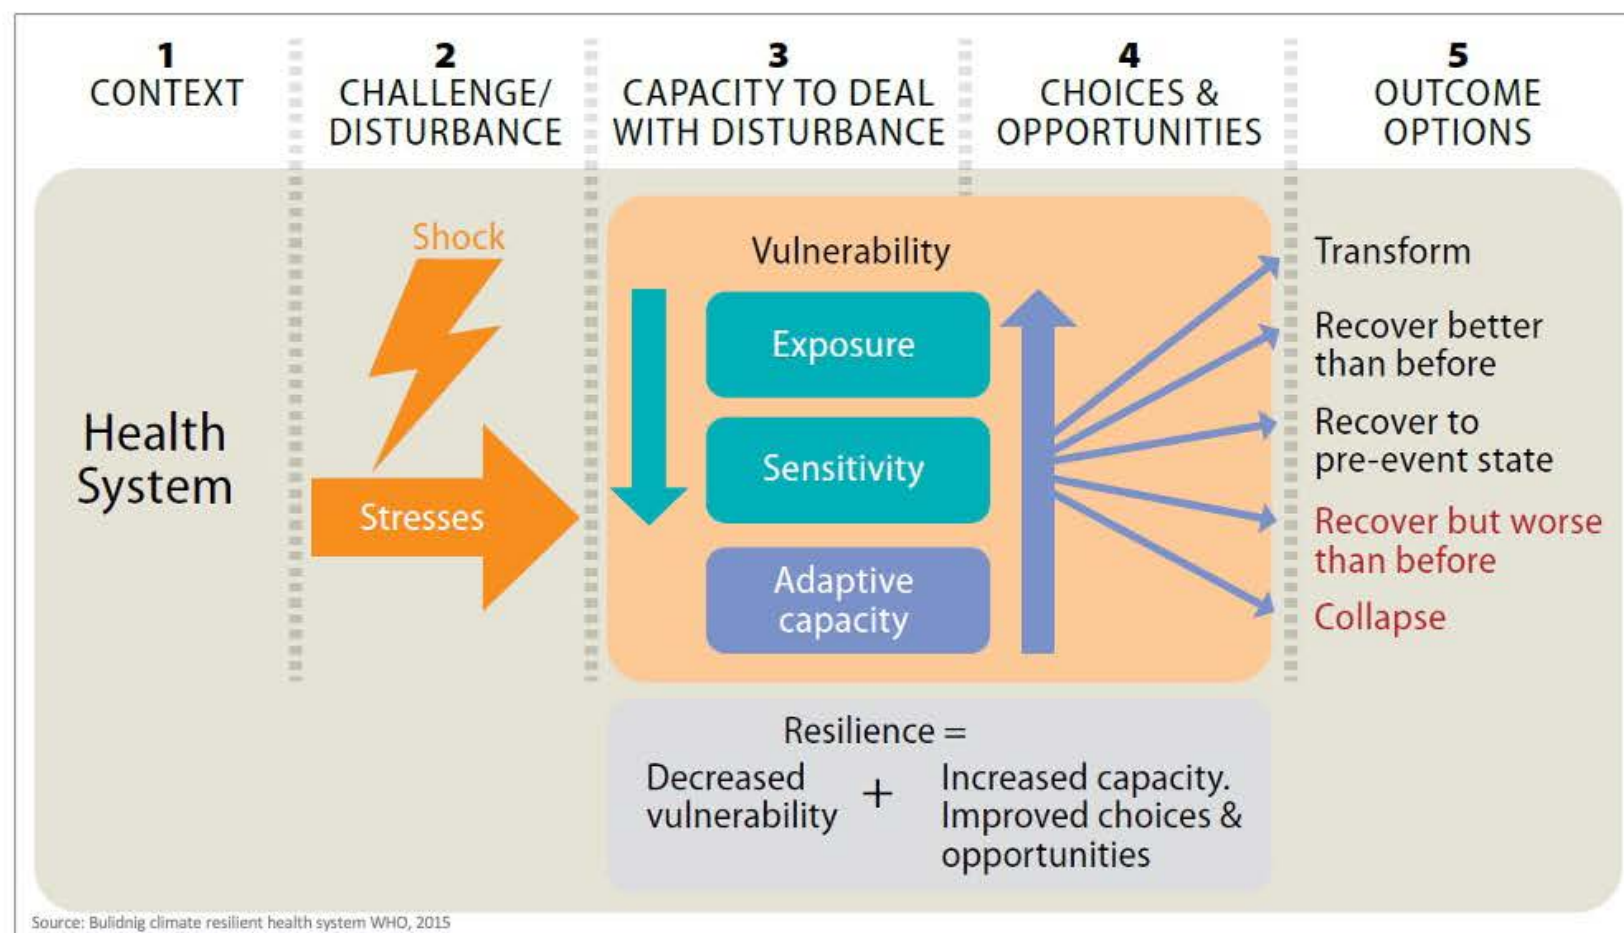 1
CONTEXT
2
CHALLENGE/
DISTURBANCE
3
CAPACITY TO DEAL
WITH DISTURBANCE
4
CHOICES &
OPPORTUNITIES
5
OUTCOME
OPTIONS
Health
System
Shock
Stresses
Vulnerability
Exposure
Sensitivity
Adaptive
capacity
Transform
Recover better
than before
Recover to
pre-event state
Recover but worse
than before
Collapse
Resilience =
Decreased
vulnerability
+
Increased capacity.
Improved choices &
opportunities
Source: Bulidnig climate resilient health system WHO, 2015